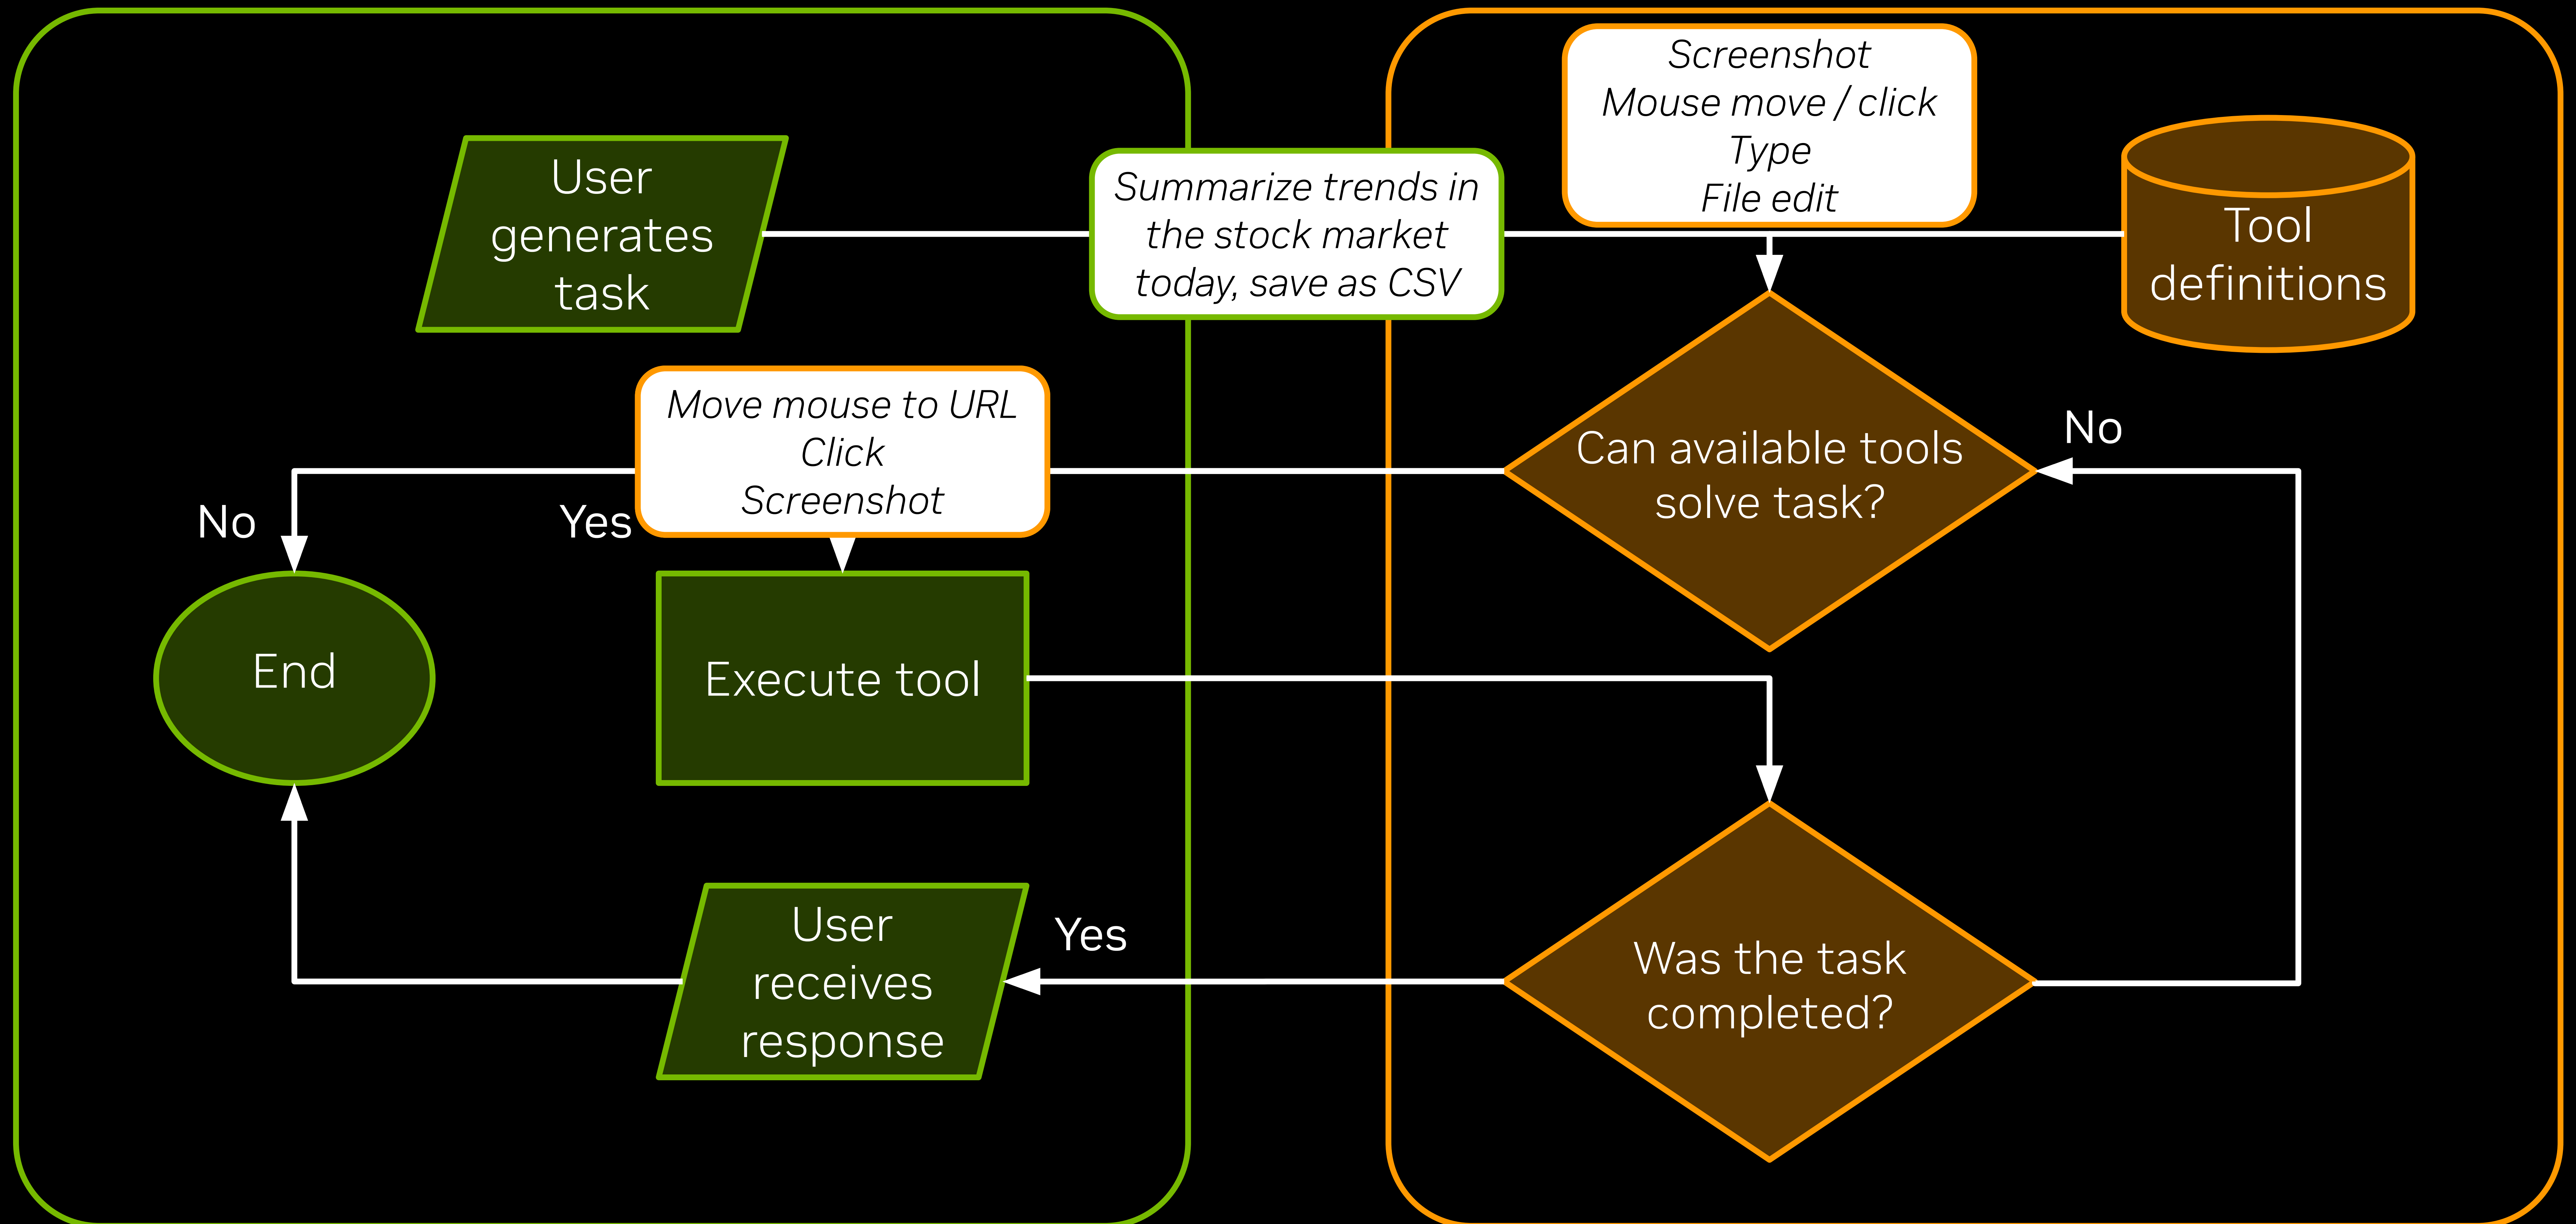 Screenshot
Mouse move / click
Type
File edit
User
generates
task
Summarize trends in
the stock market
today, save as CSV
Tool
definitions
Move mouse to URL
Click
Screenshot
No
Yes
Can available tools
solve task?
No
End
Execute tool
User
receives
response
Yes
Was the task
completed?